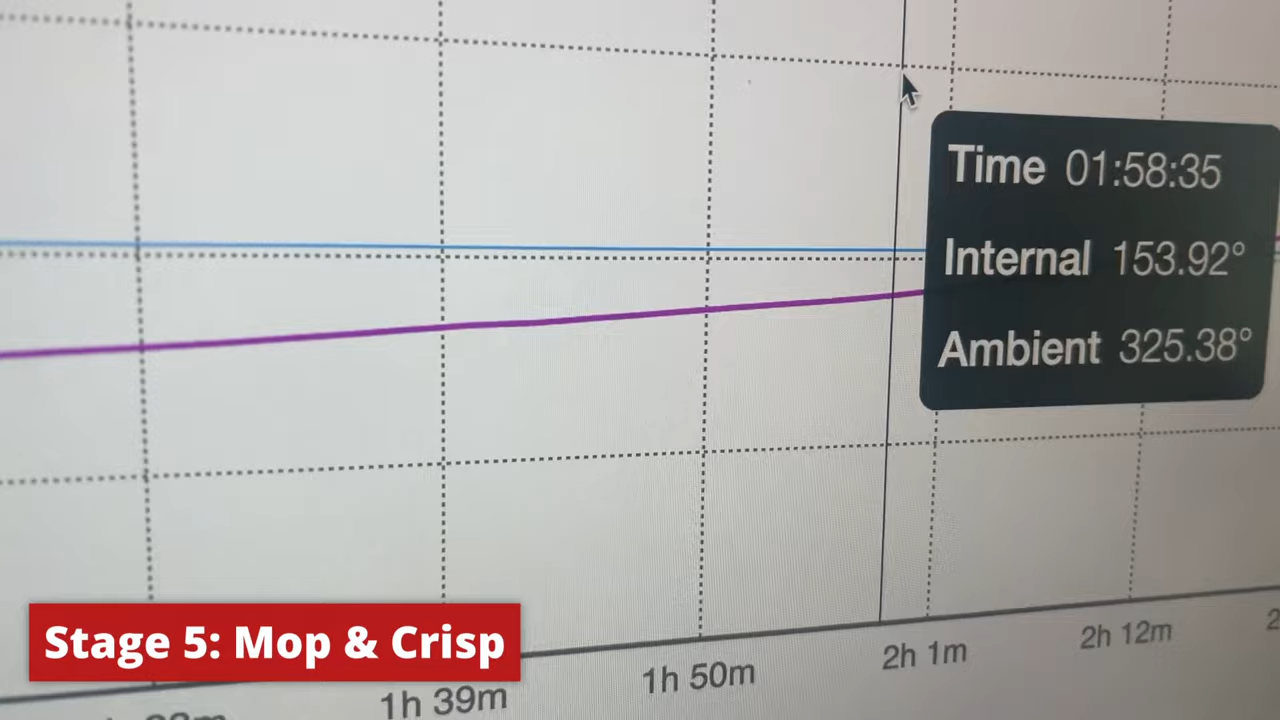 Time 01:58:35
Internal 153.92°
Ambient 325.38°
Stage 5: Mop & Crisp
1h 39m
1h 50m
2h 1m
2h 12m